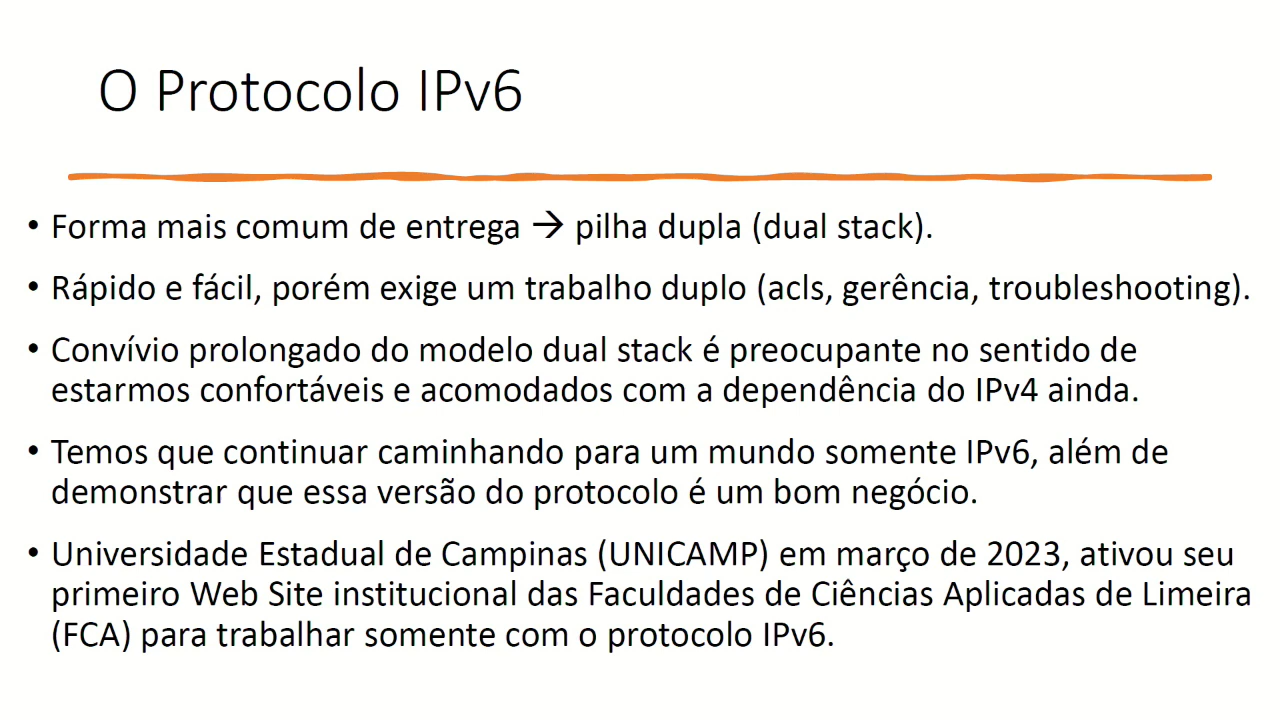 O Protocolo IPv6
• Forma mais comum de entrega → pilha dupla (dual stack).
• Rápido e fácil, porém exige um trabalho duplo (acls, gerência, troubleshooting).
• Convívio prolongado do modelo dual stack é preocupante no sentido de
estarmos confortáveis e acomodados com a dependência do IPv4 ainda.
• Temos que continuar caminhando para um mundo somente IPv6, além de
demonstrar que essa versão do protocolo é um bom negócio.
• Universidade Estadual de Campinas (UNICAMP) em março de 2023, ativou seu
primeiro Web Site institucional das Faculdades de Ciências Aplicadas de Limeira
(FCA) para trabalhar somente com o protocolo IPv6.